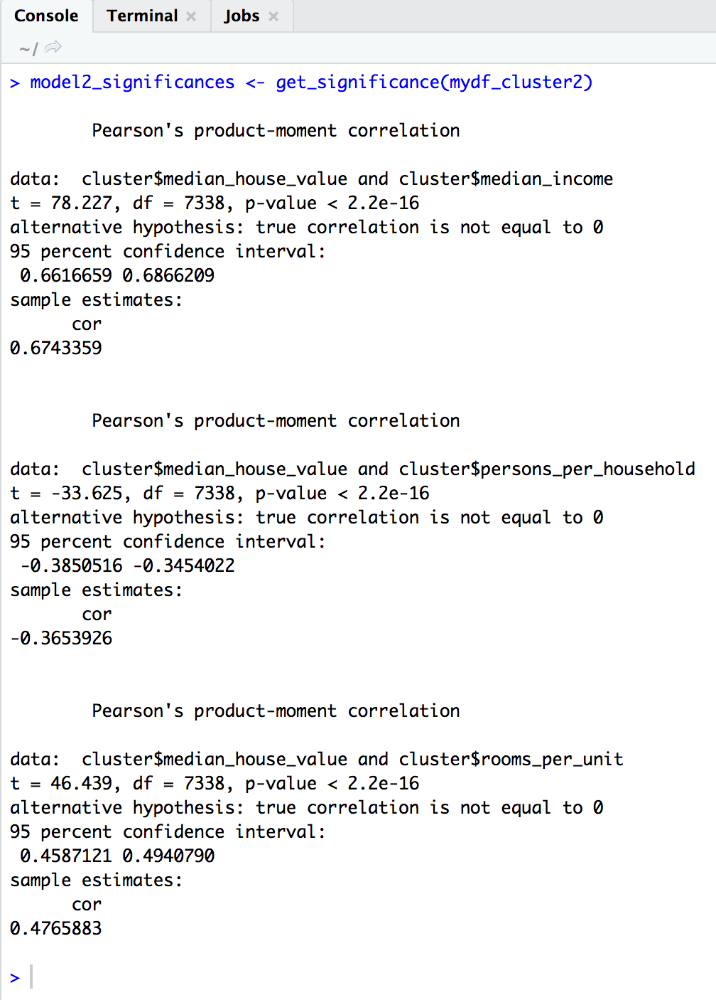 Console Terminal × Jobs ×
~/
> model2_significances <- get_significance(mydf_cluster2)
Pearson's product-moment correlation
data:  cluster$median_house_value and cluster$median_income
t = 78.227, df = 7338, p-value < 2.2e-16
alternative hypothesis: true correlation is not equal to 0
95 percent confidence interval:
0.6616659 0.6866209
sample estimates:
cor
0.6743359
Pearson's product-moment correlation
data:  cluster$median_house_value and cluster$persons_per_household
t = -33.625, df = 7338, p-value < 2.2e-16
alternative hypothesis: true correlation is not equal to 0
95 percent confidence interval:
-0.3850516 -0.3454022
sample estimates:
cor
-0.3653926
Pearson's product-moment correlation
data:  cluster$median_house_value and cluster$rooms_per_unit
t = 46.439, df = 7338, p-value < 2.2e-16
alternative hypothesis: true correlation is not equal to 0
95 percent confidence interval:
0.4587121 0.4940790
sample estimates:
cor
0.4765883
>